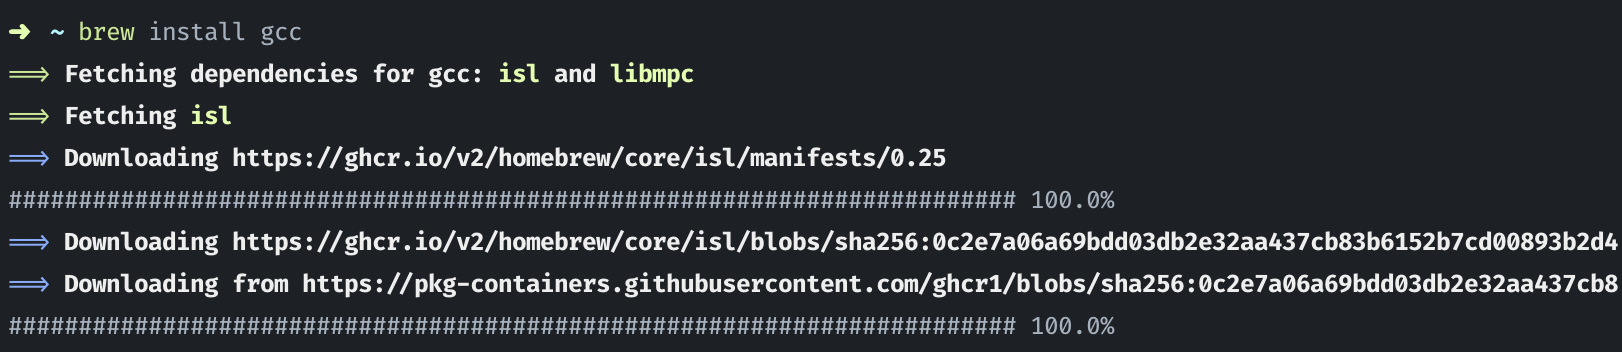 ➜ ~ brew install gcc
==> Fetching dependencies for gcc: isl and libmpc
==> Fetching isl
==> Downloading https://ghcr.io/v2/homebrew/core/isl/manifests/0.25
######################################################################## 100.0%
==> Downloading https://ghcr.io/v2/homebrew/core/isl/blobs/sha256:0c2e7a06a69bdd03db2e32aa437cb83b6152b7cd00893b2d4
==> Downloading from https://pkg-containers.githubusercontent.com/ghcr1/blobs/sha256:0c2e7a06a69bdd03db2e32aa437cb8
######################################################################## 100.0%